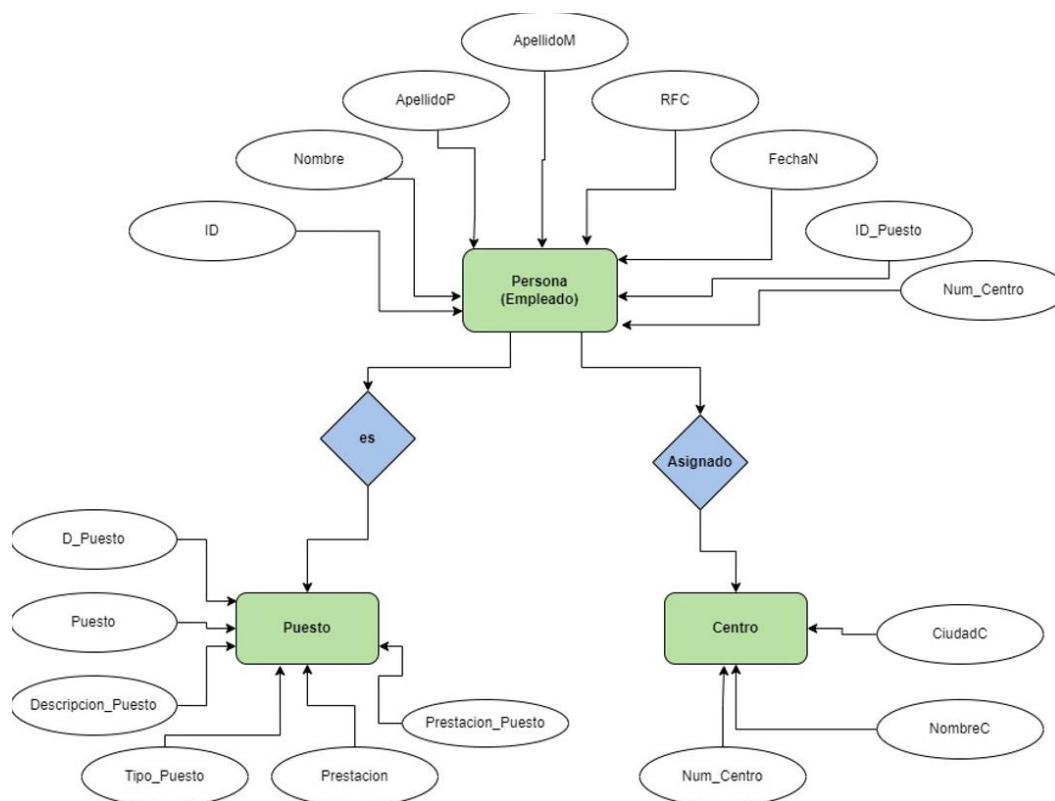 ApellidoM
ApellidoP
RFC
Nombre
FechaN
ID
ID_Puesto
Num_Centro
Persona
(Empleado)
es
Asignado
D_Puesto
Puesto
Descripcion_Puesto
Tipo_Puesto
Prestacion
Prestacion_Puesto
Puesto
Centro
CiudadC
NombreC
Num_Centro